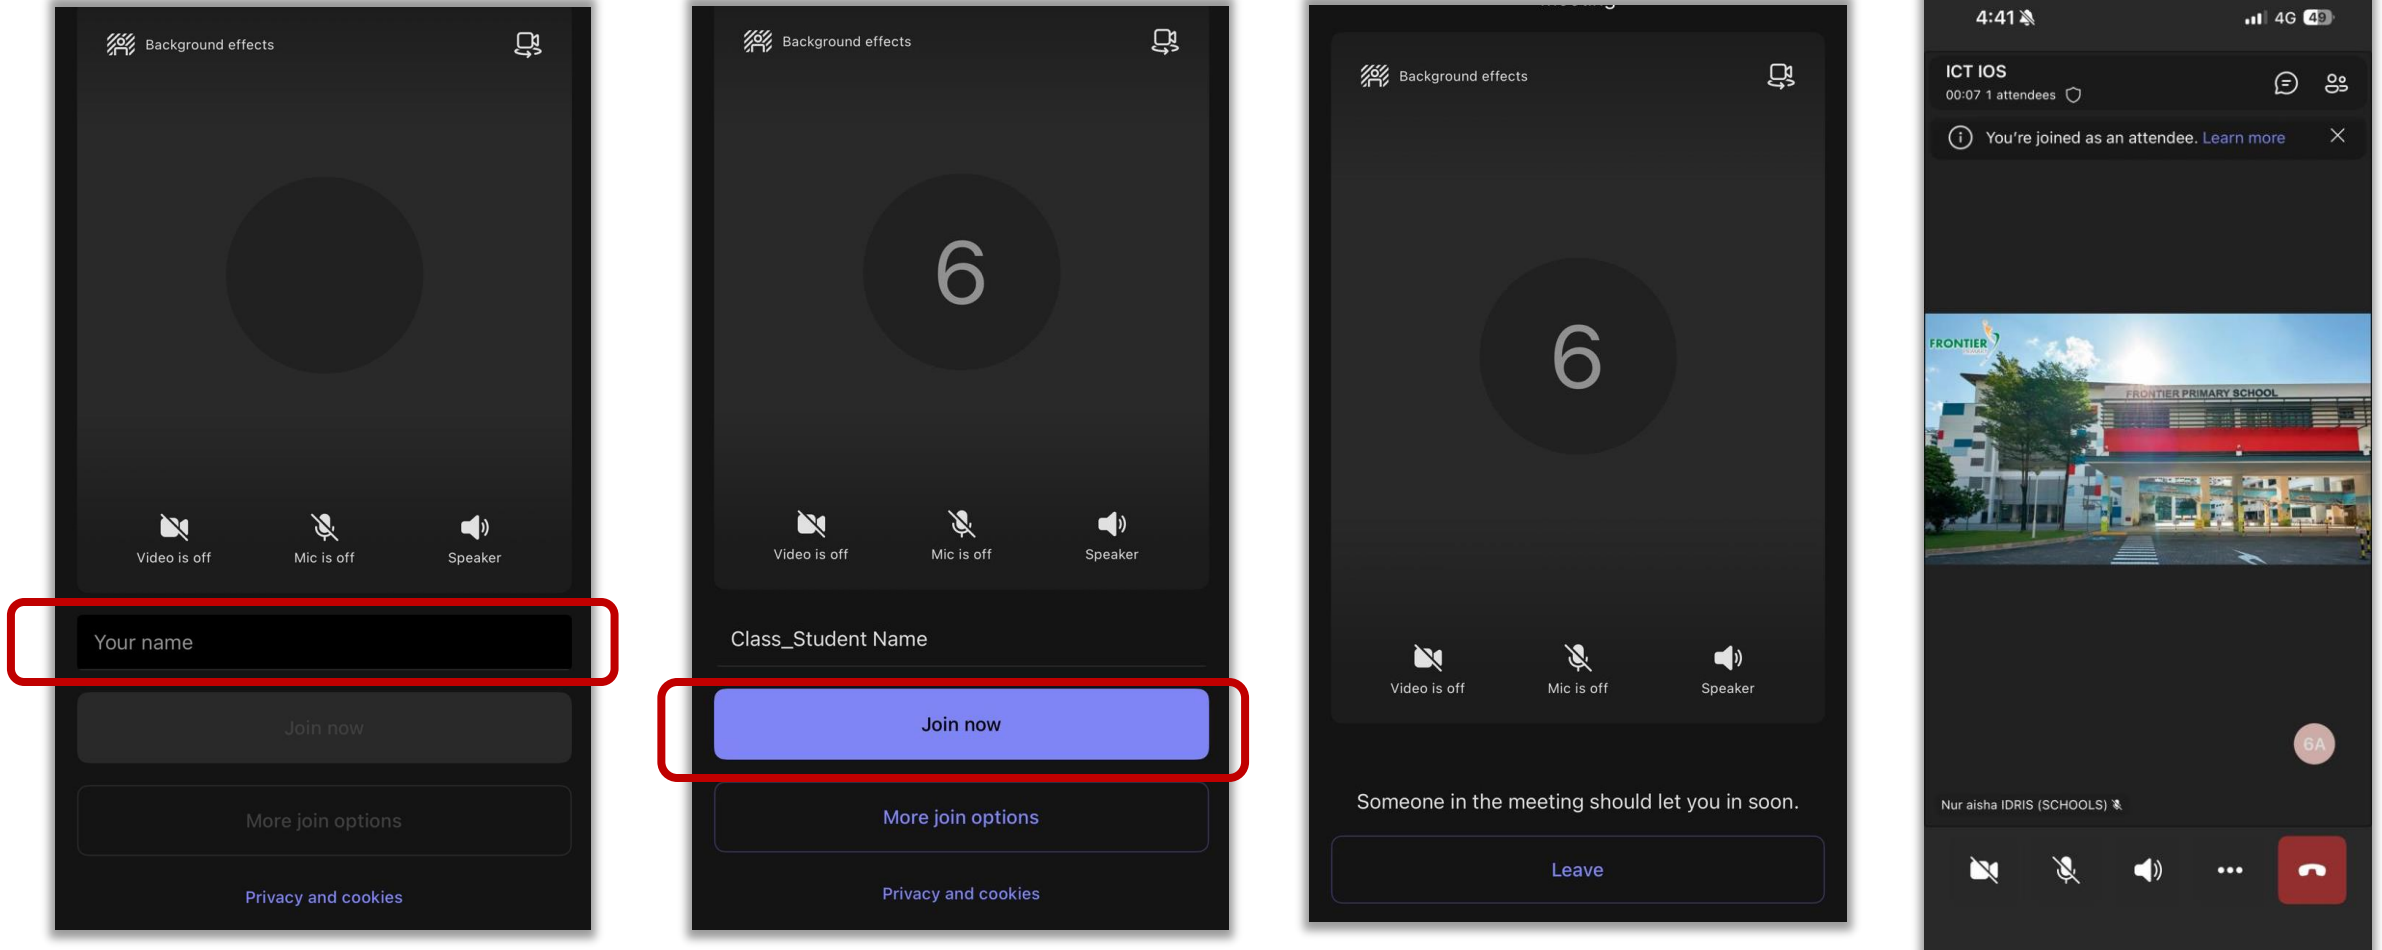 Background effects
Video is off
Mic is off
Speaker
Your name
Join now
More join options
Privacy and cookies
Background effects
6
Video is off
Mic is off
Speaker
Class_Student Name
Join now
More join options
Privacy and cookies
Background effects
6
Video is off
Mic is off
Speaker
Someone in the meeting should let you in soon.
Leave
4:41
4G 49
ICT IOS
00:07 1 attendees
You're joined as an attendee. Learn more
FRONTIER
FRONTIER PRIMARY SCHOOL
6A
Nur aisha IDRIS (SCHOOLS)